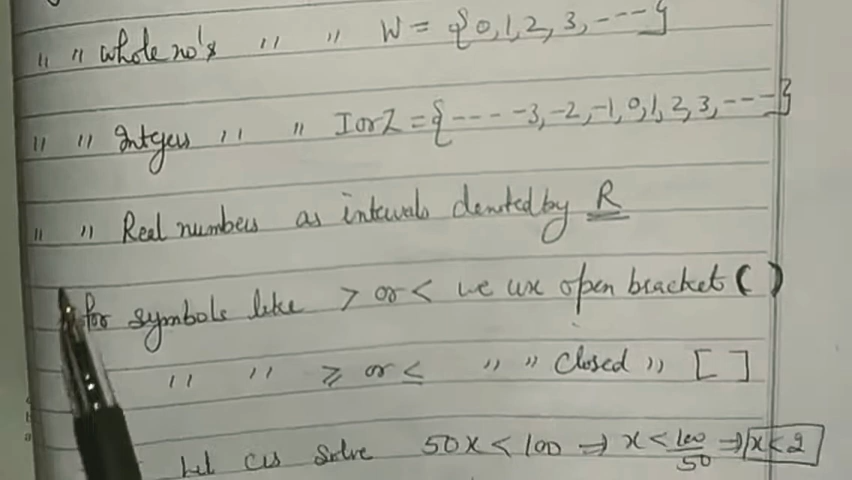 " " whole no's " " W = {0, 1, 2, 3, ----}
" " Integers " " I or Z = {---- -3, -2, -1, 0, 1, 2, 3, ----}
" " Real numbers as intervals denoted by R
for symbols like > or < we use open brackets ( )
" " ≥ or ≤ " " Closed " [ ]
Let us solve 50x < 100 ⇒ x < 100/50 ⇒ x < 2